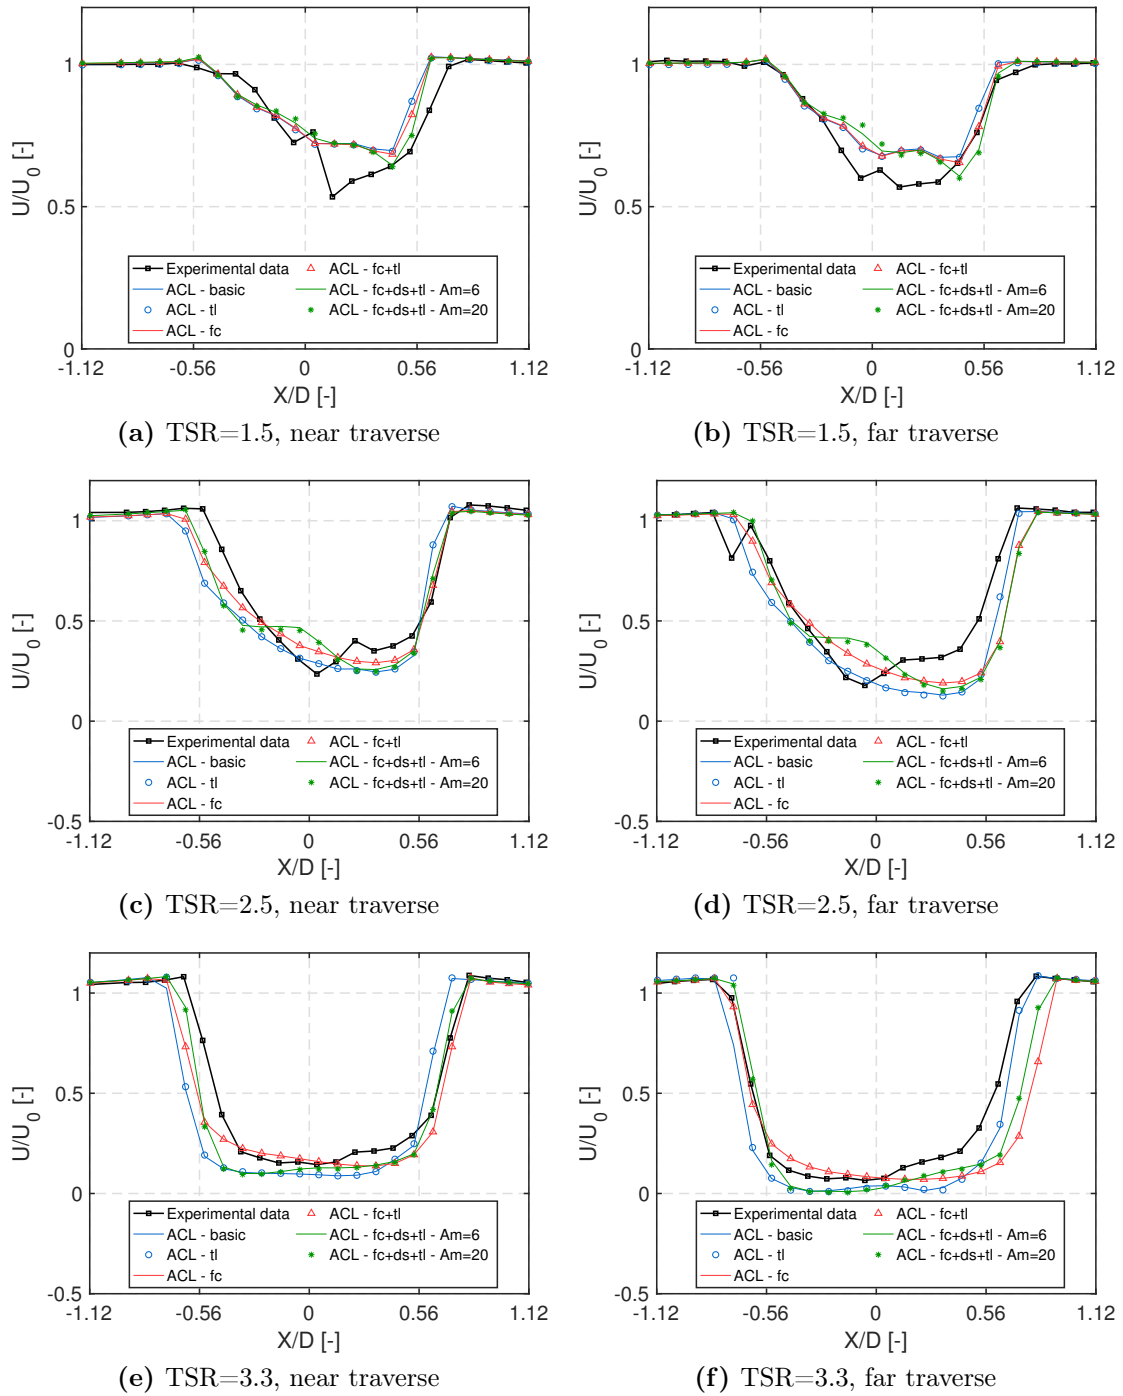 1
0.5
0
U/U0 [-]
Experimental data
ACL - basic
ACL - tl
ACL - fc
ACL - fc+tl
ACL - fc+ds+tl - Am=6
ACL - fc+ds+tl - Am=20
-1.12
-0.56
0
0.56
1.12
X/D [-]
(a) TSR=1.5, near traverse
1
0.5
0
U/U0 [-]
Experimental data
ACL - basic
ACL - tl
ACL - fc
ACL - fc+tl
ACL - fc+ds+tl - Am=6
ACL - fc+ds+tl - Am=20
-1.12
-0.56
0
0.56
1.12
X/D [-]
(b) TSR=1.5, far traverse
1
0.5
0
-0.5
U/U0 [-]
Experimental data
ACL - basic
ACL - tl
ACL - fc
ACL - fc+tl
ACL - fc+ds+tl - Am=6
ACL - fc+ds+tl - Am=20
-1.12
-0.56
0
0.56
1.12
X/D [-]
(c) TSR=2.5, near traverse
1
0.5
0
-0.5
U/U0 [-]
Experimental data
ACL - basic
ACL - tl
ACL - fc
ACL - fc+tl
ACL - fc+ds+tl - Am=6
ACL - fc+ds+tl - Am=20
-1.12
-0.56
0
0.56
1.12
X/D [-]
(d) TSR=2.5, far traverse
1
0.5
0
-0.5
U/U0 [-]
Experimental data
ACL - basic
ACL - tl
ACL - fc
ACL - fc+tl
ACL - fc+ds+tl - Am=6
ACL - fc+ds+tl - Am=20
-1.12
-0.56
0
0.56
1.12
X/D [-]
(e) TSR=3.3, near traverse
1
0.5
0
-0.5
U/U0 [-]
Experimental data
ACL - basic
ACL - tl
ACL - fc
ACL - fc+tl
ACL - fc+ds+tl - Am=6
ACL - fc+ds+tl - Am=20
-1.12
-0.56
0
0.56
1.12
X/D [-]
(f) TSR=3.3, far traverse